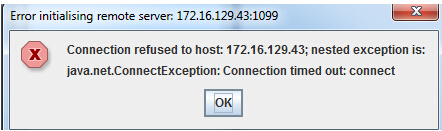 Error initialising remote server: 172.16.129.43:1099
Connection refused to host: 172.16.129.43; nested exception is:
java.net.ConnectException: Connection timed out: connect
OK